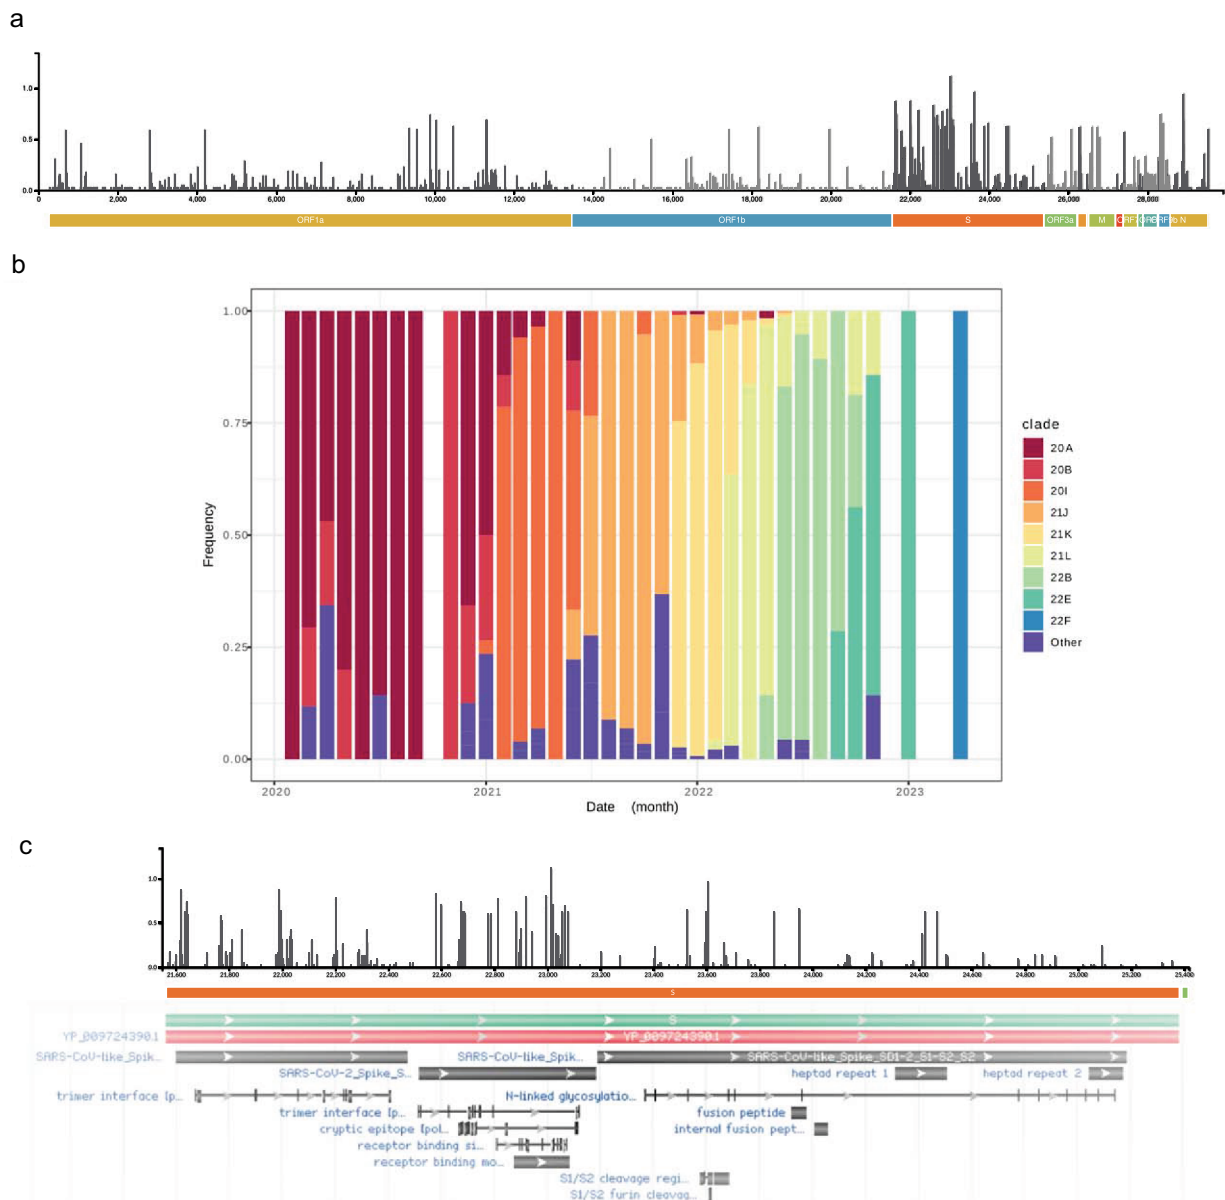 a
1.0
0.5
0.0
0 2,000 4,000 6,000 8,000 10,000 12,000 14,000 16,000 18,000 20,000 22,000 24,000 26,000 28,000
ORF1a ORF1b S ORF3a M N
b
1.00
0.75
0.50
0.25
0.00
Frequency
2020 2021 2022 2023
Date (month)
clade
20A
20B
20I
21J
21K
21L
22B
22E
22F
Other
c
1.0
0.5
0.0
21,600 21,800 22,000 22,200 22,400 22,600 22,800 23,000 23,200 23,400 23,600 23,800 24,000 24,200 24,400 24,600 24,800 25,000 25,200 25,400
S
S
YP_009724390.1 YP_009724390.1
SARS-CoV-like_Spik... SARS-CoV-like_Spik... SARS-CoV-like_Spike_SD1-2_S1-S2_S2
SARS-CoV-2_Spike_S... heptad repeat 1 heptad repeat 2
trimer interface [p... N-linked glycosylatio...
trimer interface [p... fusion peptide
cryptic epitope [pol... internal fusion pept...
receptor binding si...
receptor binding mo...
S1/S2 cleavage regi...
S1/S2 furin cleavag...